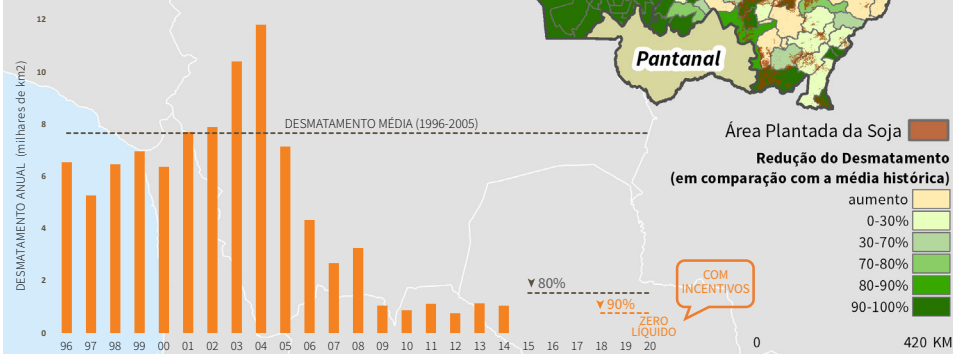 12
10
8
6
4
2
0
DESMATAMENTO ANUAL (milhares de km2)
DESMATAMENTO MÉDIA (1996-2005)
96 97 98 99 00 01 02 03 04 05 06 07 08 09 10 11 12 13 14 15 16 17 18 19 20
80%
90%
ZERO
LÍQUIDO
COM
INCENTIVOS
Pantanal
Área Plantada da Soja
Redução do Desmatamento
(em comparação com a média histórica)
aumento
0-30%
30-70%
70-80%
80-90%
90-100%
0 420 KM